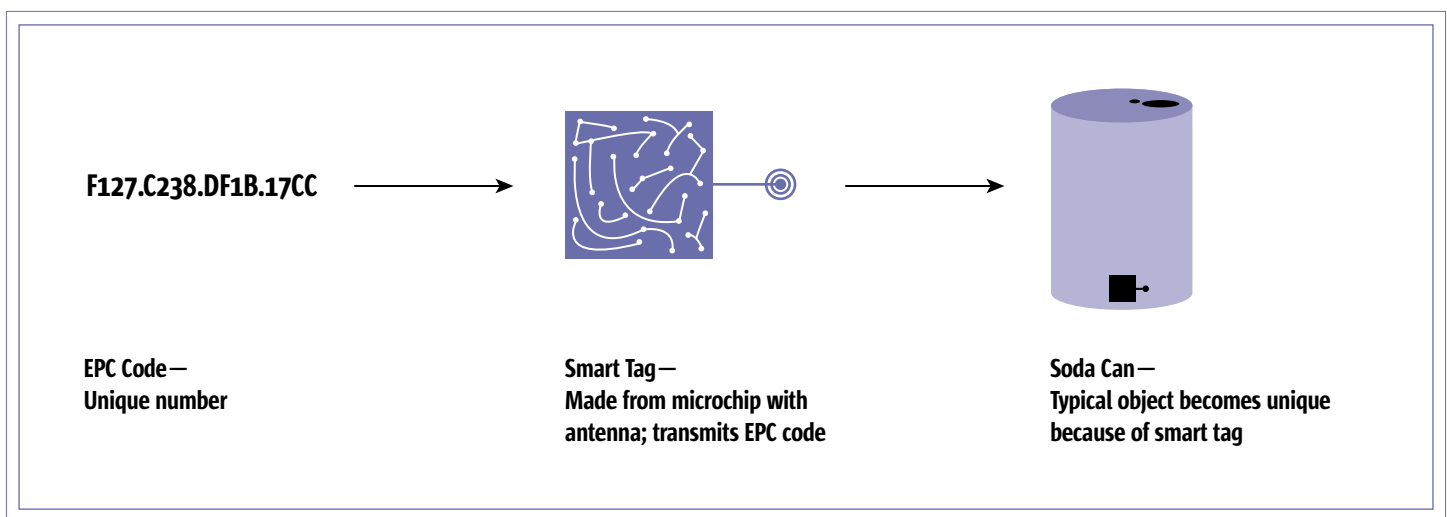 F127.C238.DF1B.17CC
EPC Code—
Unique number
Smart Tag—
Made from microchip with
antenna; transmits EPC code
Soda Can—
Typical object becomes unique
because of smart tag